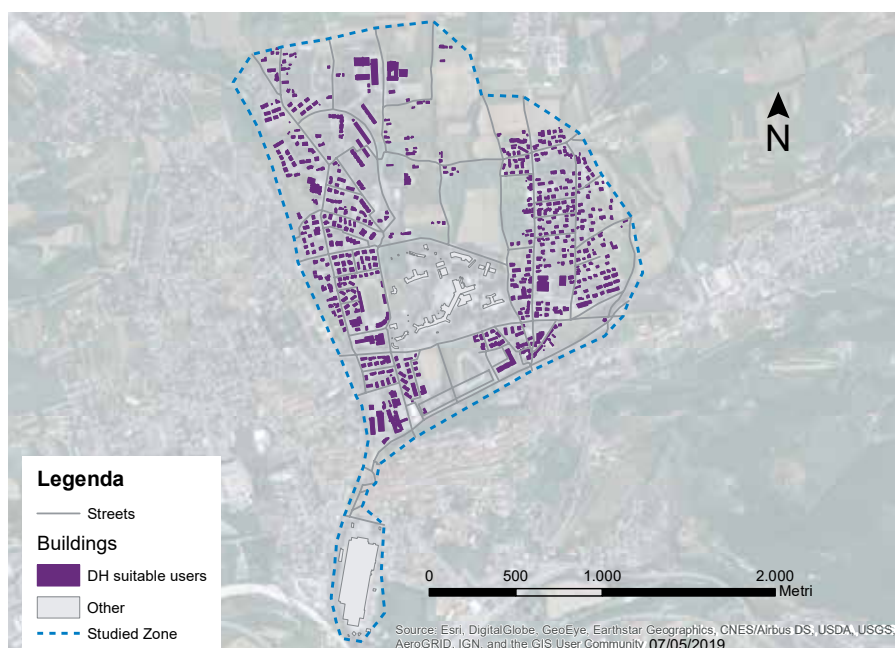 N
Legenda
Streets
Buildings
DH suitable users
Other
Studied Zone
0 500 1.000 2.000
Metri
Source: Esri, DigitalGlobe, GeoEye, Earthstar Geographics, CNES/Airbus DS, USDA, USGS,
AeroGRID, IGN, and the GIS User Community 07/05/2019